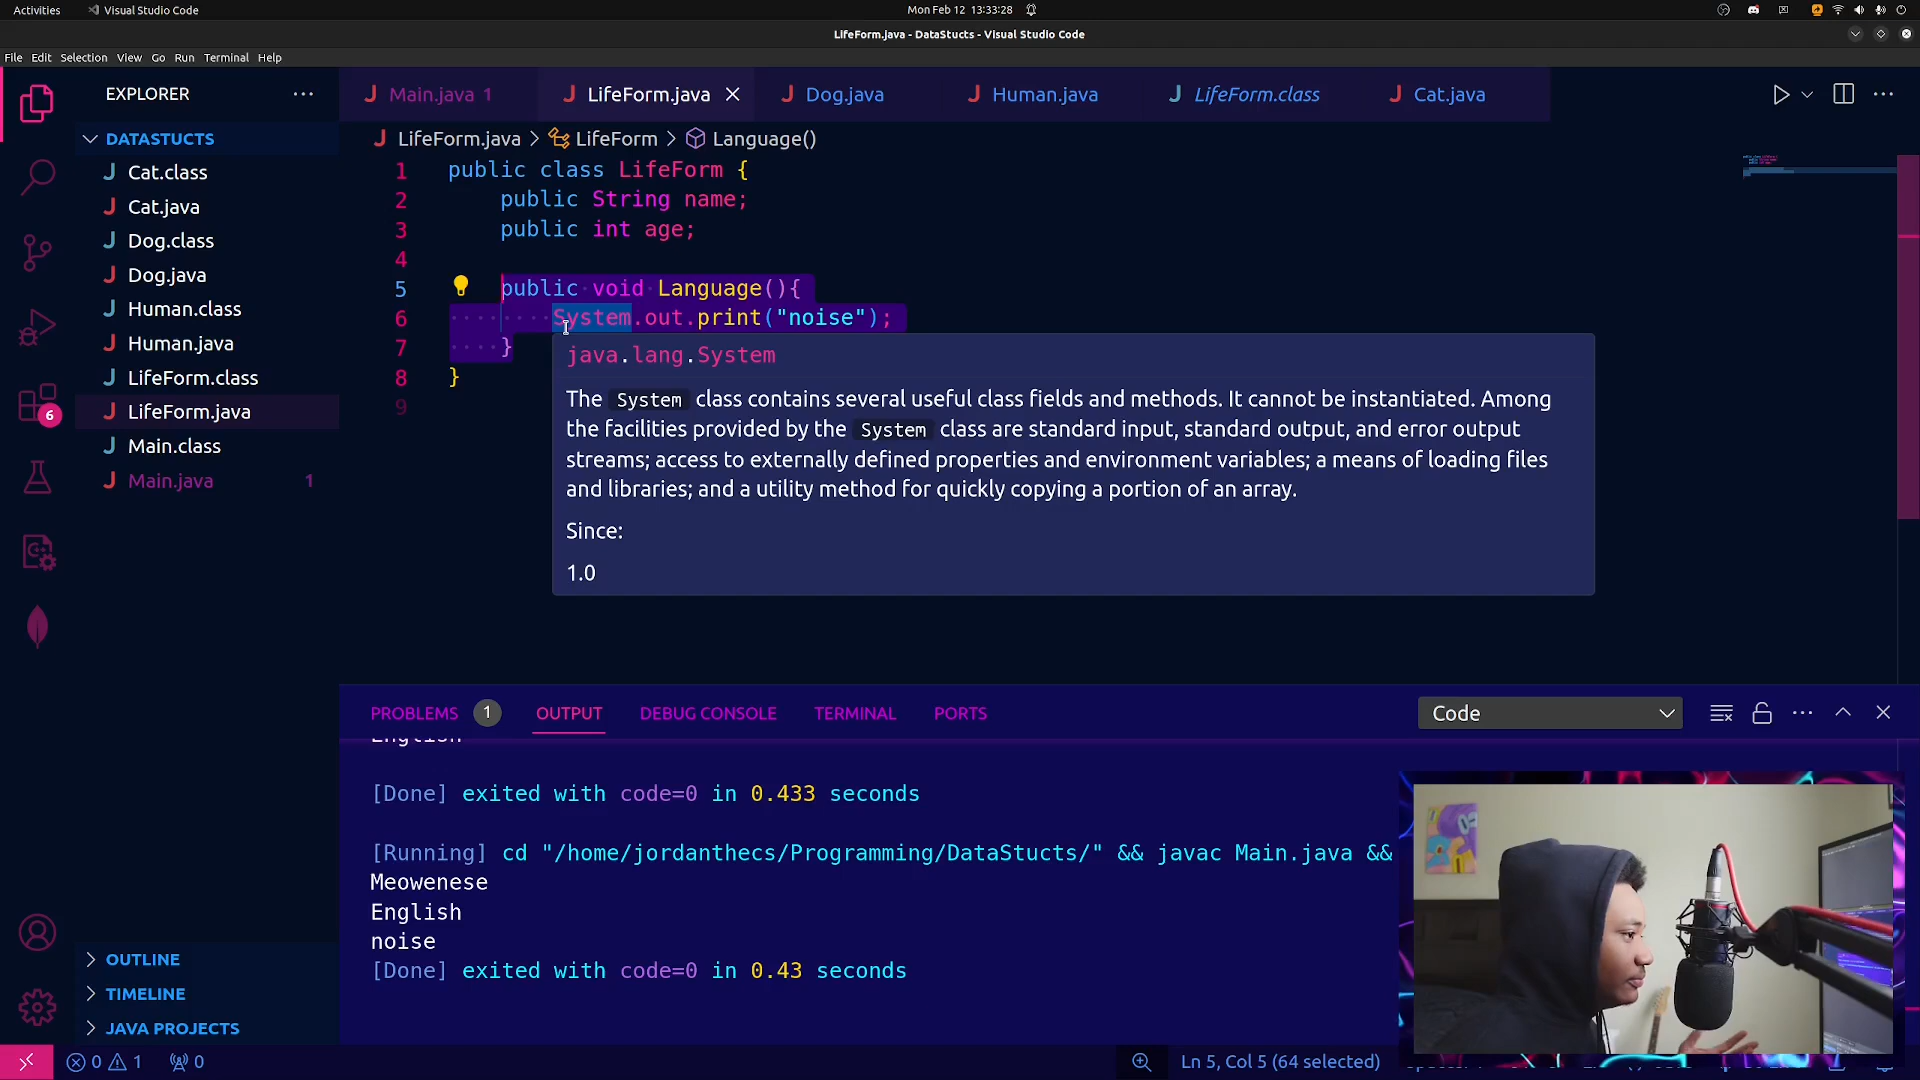 Activities
Visual Studio Code
Mon Feb 12 13:33:28
LifeForm.java - DataStucts - Visual Studio Code
File Edit Selection View Go Run Terminal Help
EXPLORER
Main.java 1
LifeForm.java
Dog.java
Human.java
LifeForm.class
Cat.java
DATASTUCTS
LifeForm.java > LifeForm > Language()
Cat.class
Cat.java
Dog.class
Dog.java
Human.class
Human.java
LifeForm.class
LifeForm.java
Main.class
Main.java 1
6
1 public class LifeForm {
2 public String name;
3 public int age;
4
5 public void Language(){
6 System.out.print("noise");
7 }
8 }
9
java.lang.System
The System class contains several useful class fields and methods. It cannot be instantiated. Among
the facilities provided by the System class are standard input, standard output, and error output
streams; access to externally defined properties and environment variables; a means of loading files
and libraries; and a utility method for quickly copying a portion of an array.
Since:
1.0
PROBLEMS 1 OUTPUT DEBUG CONSOLE TERMINAL PORTS
Code
English
[Done] exited with code=0 in 0.433 seconds
[Running] cd "/home/jordanthecs/Programming/DataStucts/" && javac Main.java &&
Meowenese
English
noise
[Done] exited with code=0 in 0.43 seconds
OUTLINE
TIMELINE
JAVA PROJECTS
0 1 0
Ln 5, Col 5 (64 selected)